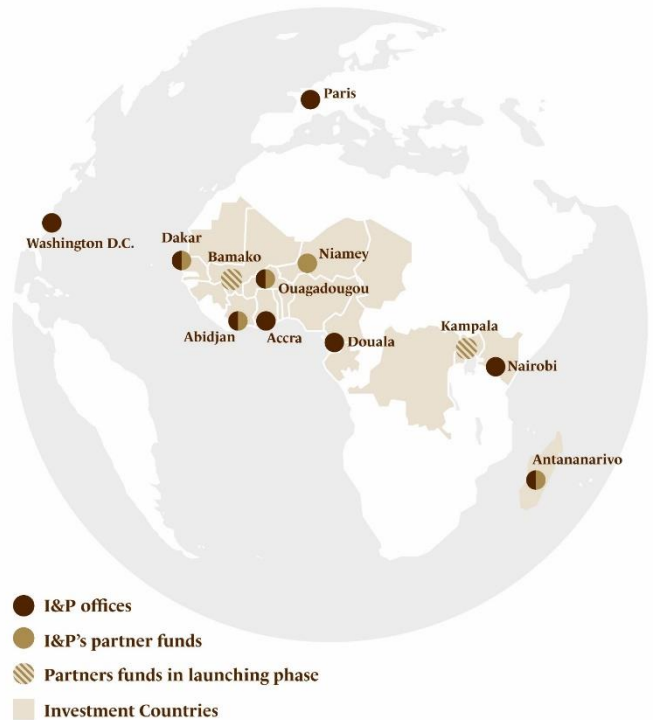 Paris
Washington D.C.
Dakar
Bamako
Niamey
Ouagadougou
Abidjan
Accra
Douala
Kampala
Nairobi
Antananarivo
I&P offices
I&P's partner funds
Partners funds in launching phase
Investment Countries